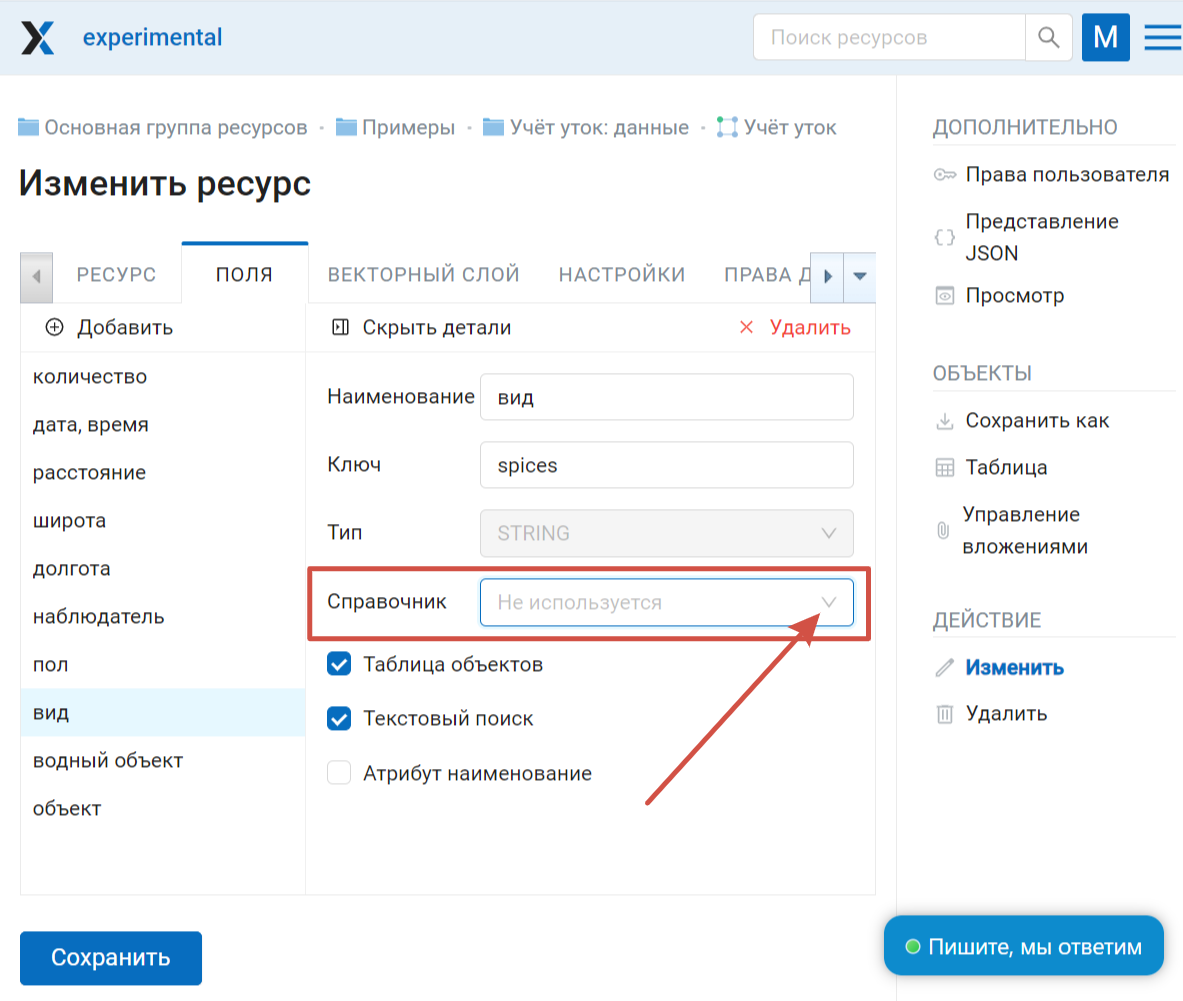 experimental
Поиск ресурсов
M
Основная группа ресурсов · Примеры · Учёт уток: данные · Учёт уток
Изменить ресурс
РЕСУРС ПОЛЯ ВЕКТОРНЫЙ СЛОЙ НАСТРОЙКИ ПРАВА Д
Добавить
количество
дата, время
расстояние
широта
долгота
наблюдатель
пол
вид
водный объект
объект
Скрыть детали
Удалить
Наименование вид
Ключ spices
Тип STRING
Справочник Не используется
Таблица объектов
Текстовый поиск
Атрибут наименование
Сохранить
ДОПОЛНИТЕЛЬНО
Права пользователя
Представление
JSON
Просмотр
ОБЪЕКТЫ
Сохранить как
Таблица
Управление
вложениями
ДЕЙСТВИЕ
Изменить
Удалить
Пишите, мы ответим